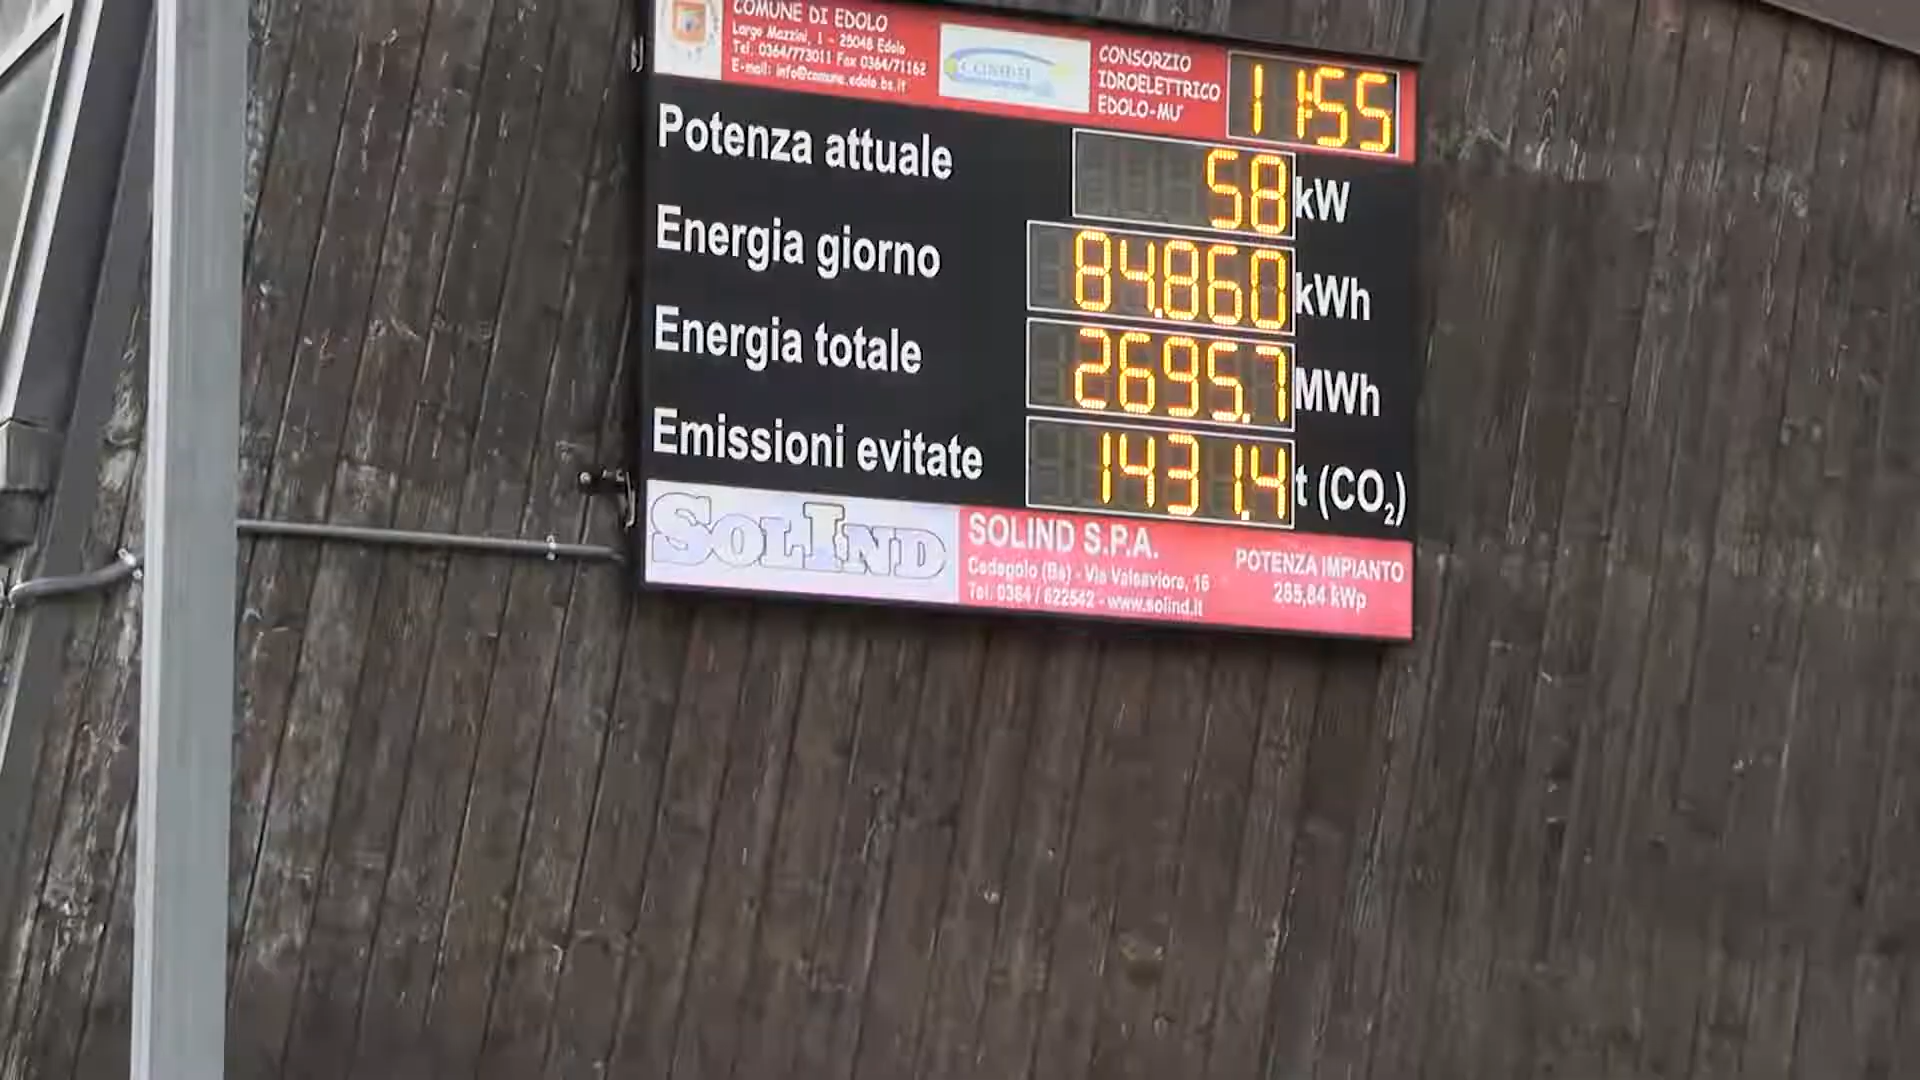 COMUNE DI EDOLO
Largo Mazzini, 1 - 25048 Edolo
Tel. 0364/773011 Fax 0364/71162
E-mail: info@comune.edolo.bs.it
CONSORZIO
IDROELETTRICO
EDOLO-MU'
11:55
Potenza attuale 58 kW
Energia giorno 84.860 kWh
Energia totale 2695.7 MWh
Emissioni evitate 1431.4 t (CO₂)
SOLIND
SOLIND S.P.A.
Cedegolo (Bs) - Via Valsaviore, 16
Tel. 0364 / 622542 - www.solind.it
POTENZA IMPIANTO
265,84 kWp